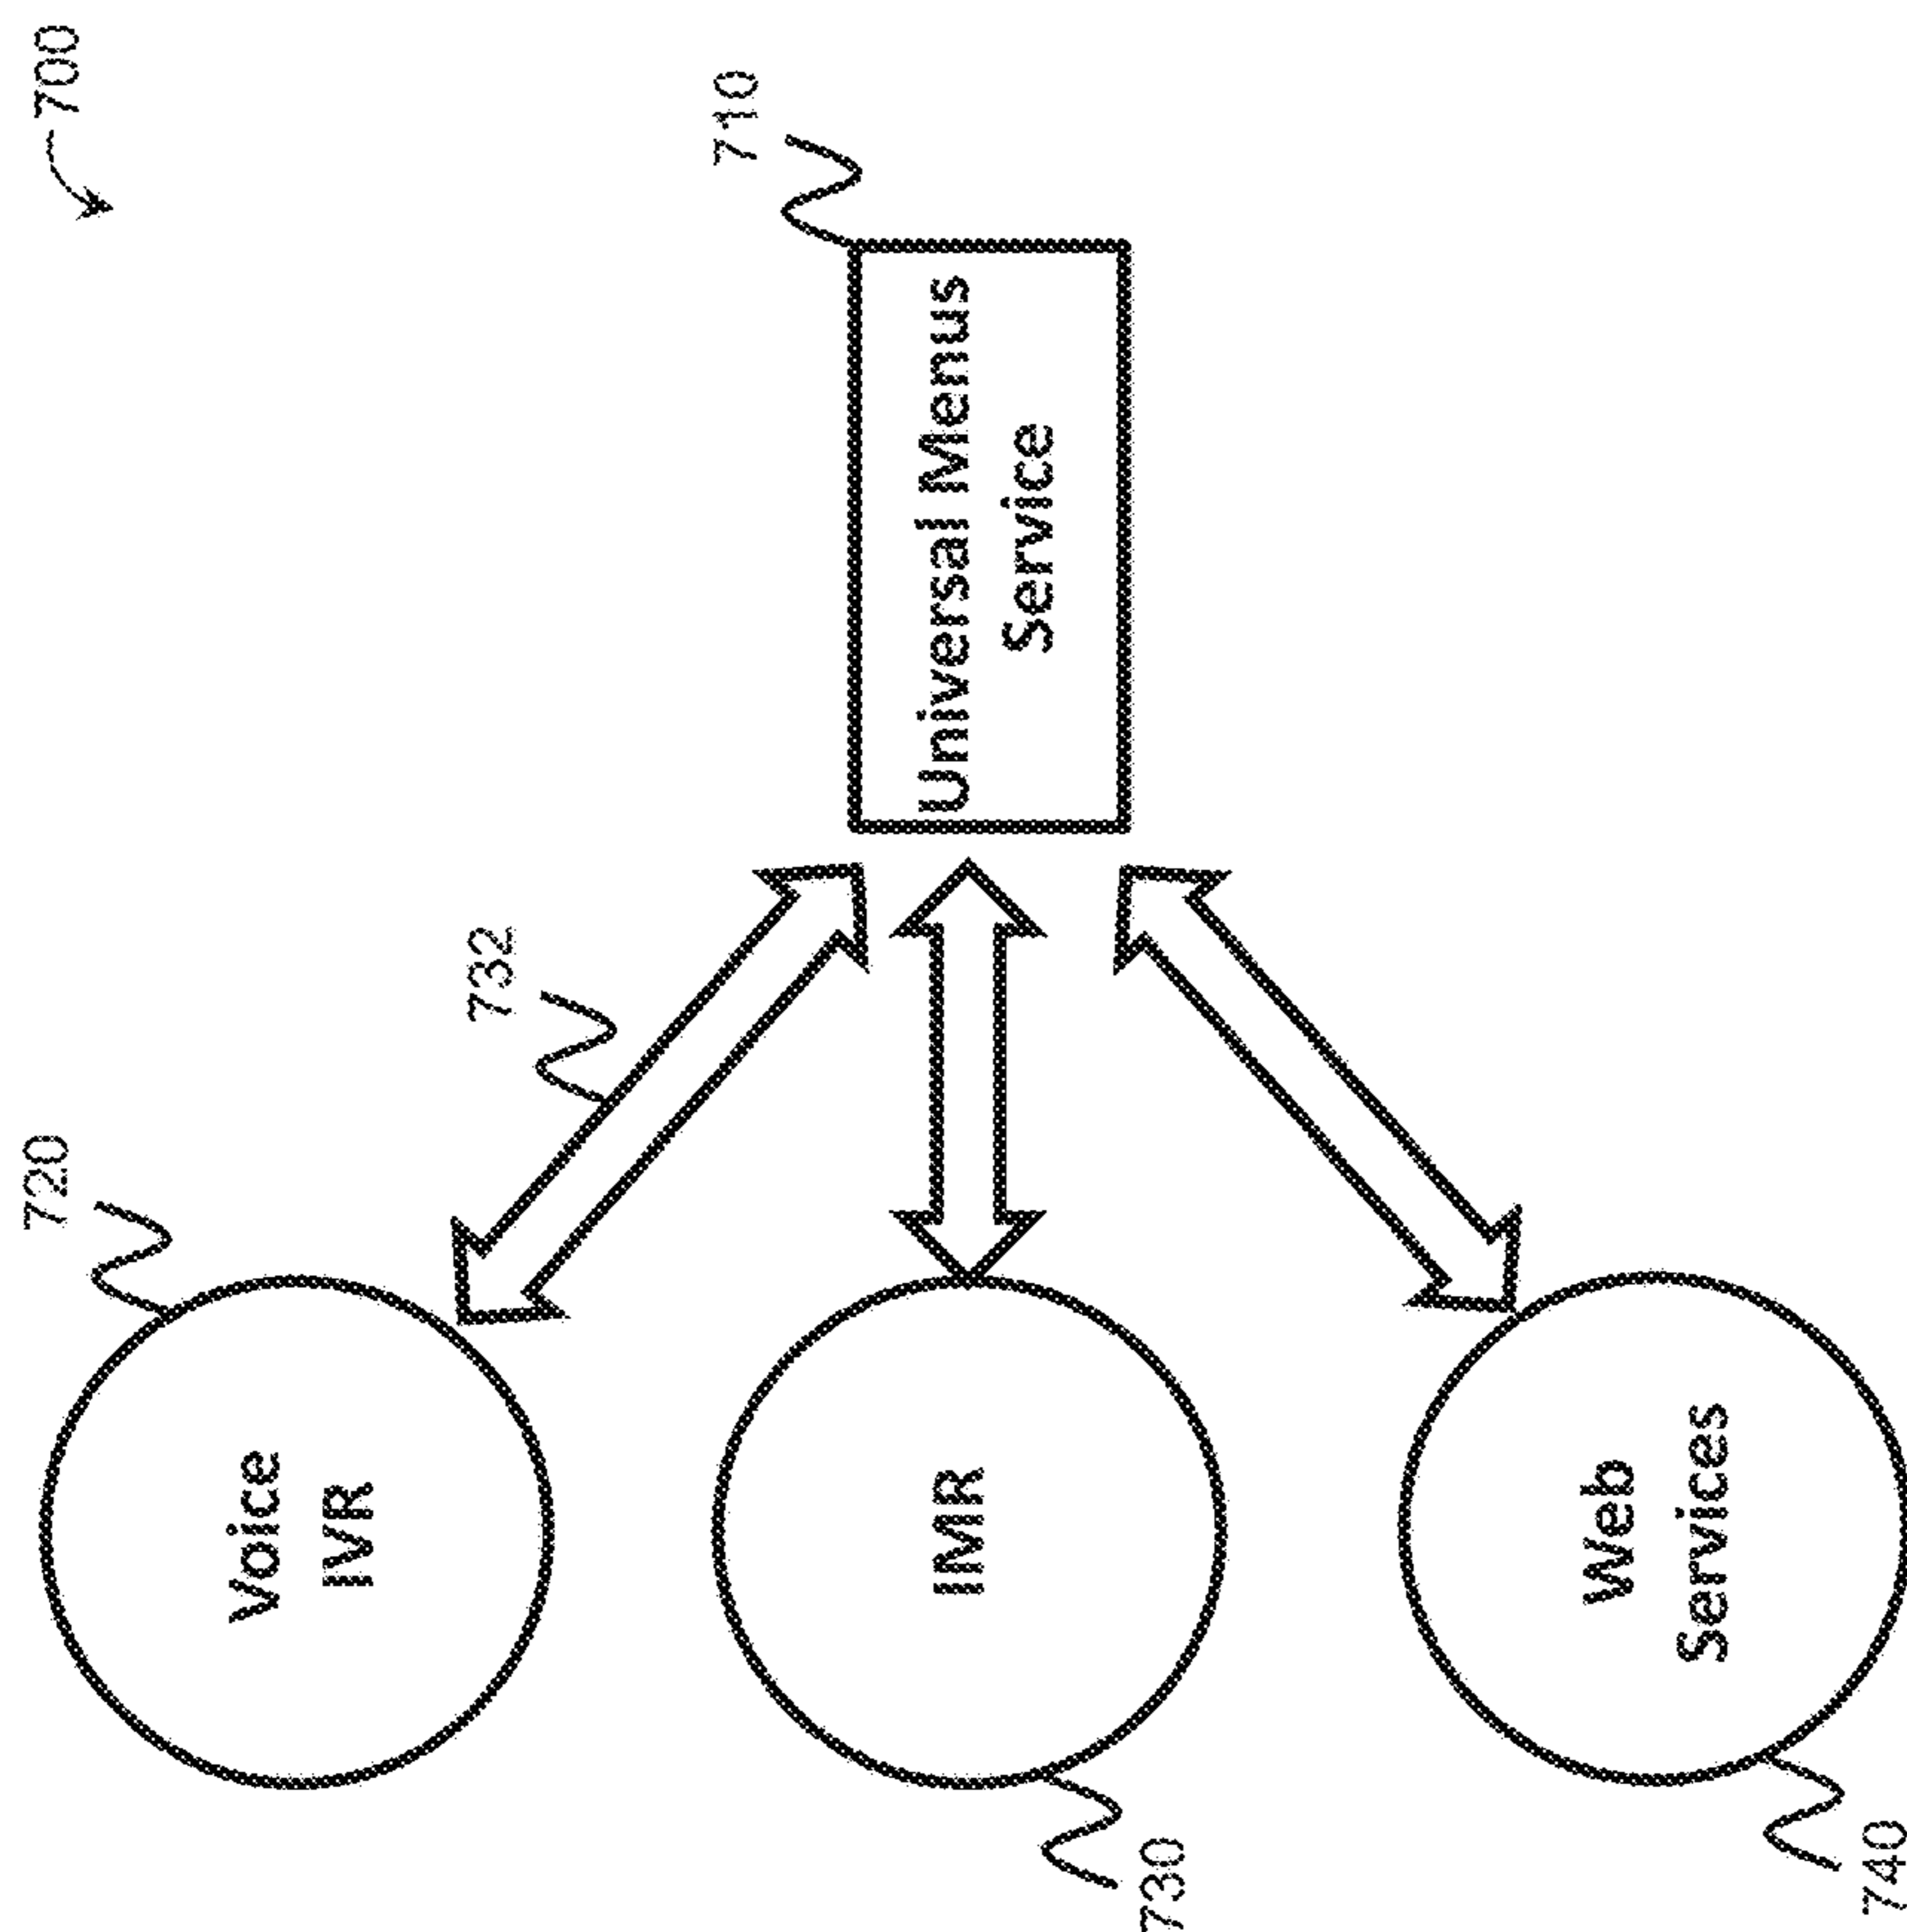 700
710
Universal Menus
Service
732
720
Voice
IVR
IMR
730
Web
Services
740